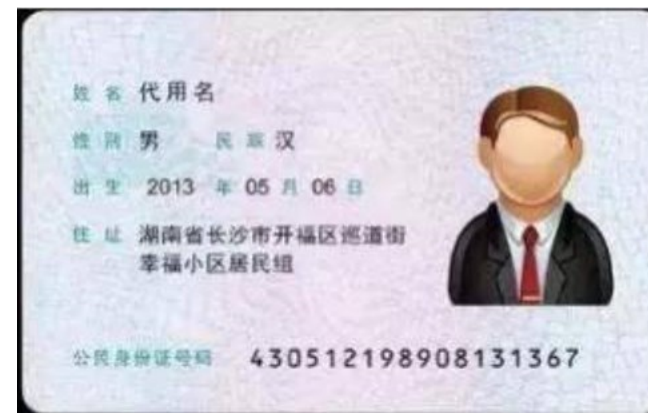 姓名 代用名
性别 男 民族 汉
出生 2013 年 05 月 06 日
住址 湖南省长沙市开福区巡道街
幸福小区居民组
公民身份证号码 430512198908131367